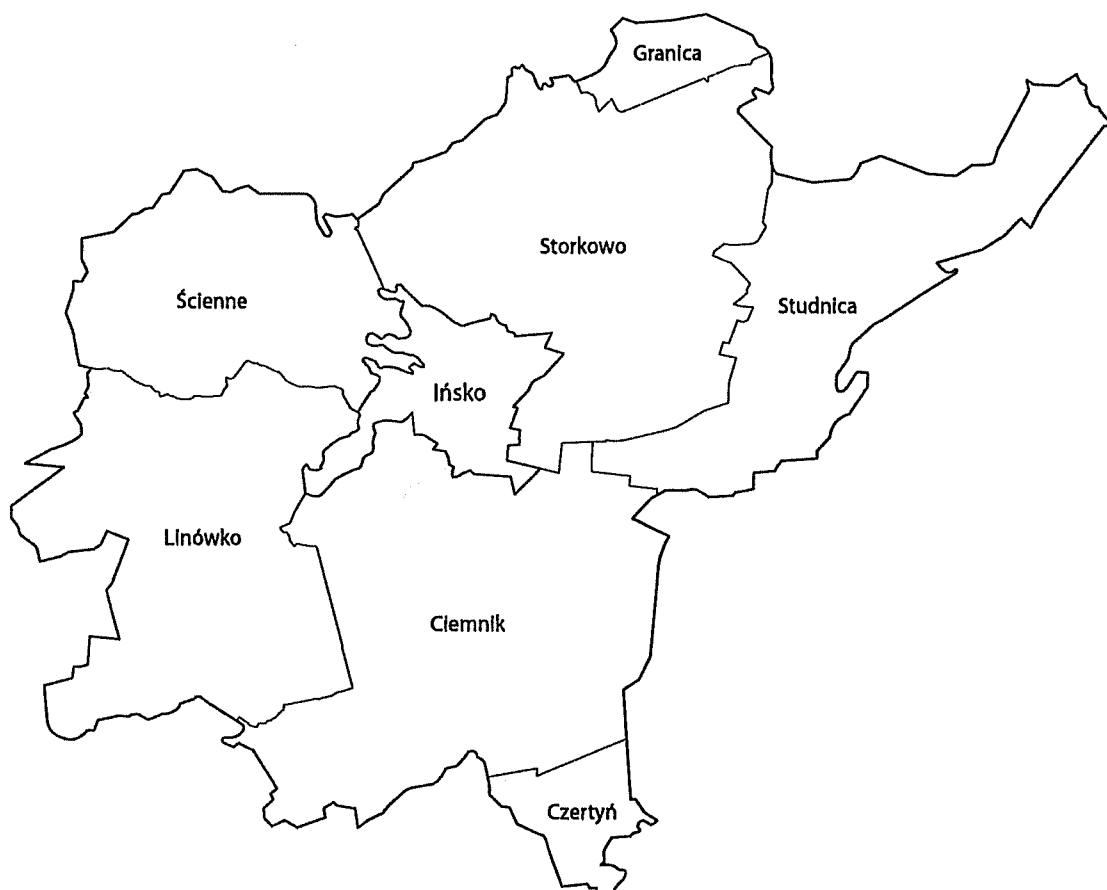 Granica
Storkowo
Ścienne
Studnica
Ińsko
Linówko
Ciemnik
Czertyń